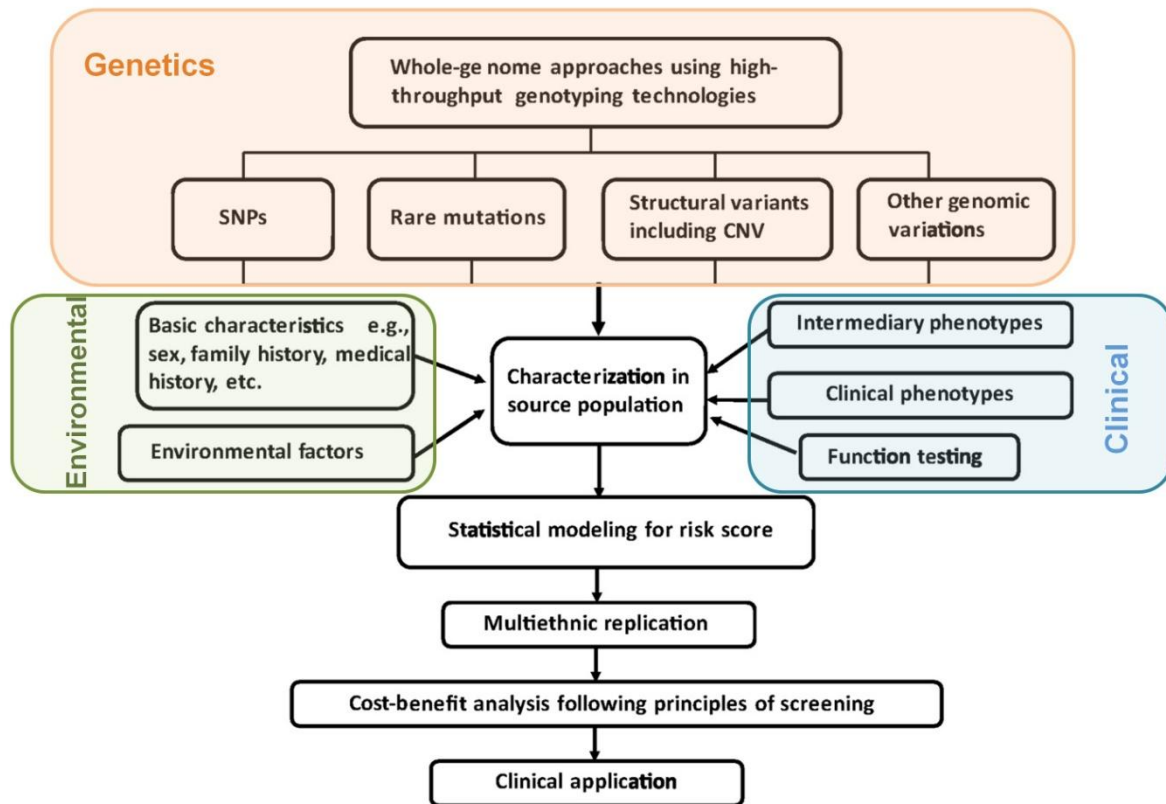 Genetics
Whole-ge nome approaches using high-
throughput genotyping technologies
SNPs
Rare mutations
Structural variants
including CNV
Other genomic
variations
Environmental
Basic characteristics e.g.,
sex, family history, medical
history, etc.
Environmental factors
Characterization in
source population
Intermediary phenotypes
Clinical phenotypes
Function testing
Clinical
Statistical modeling for risk score
Multiethnic replication
Cost-benefit analysis following principles of screening
Clinical application